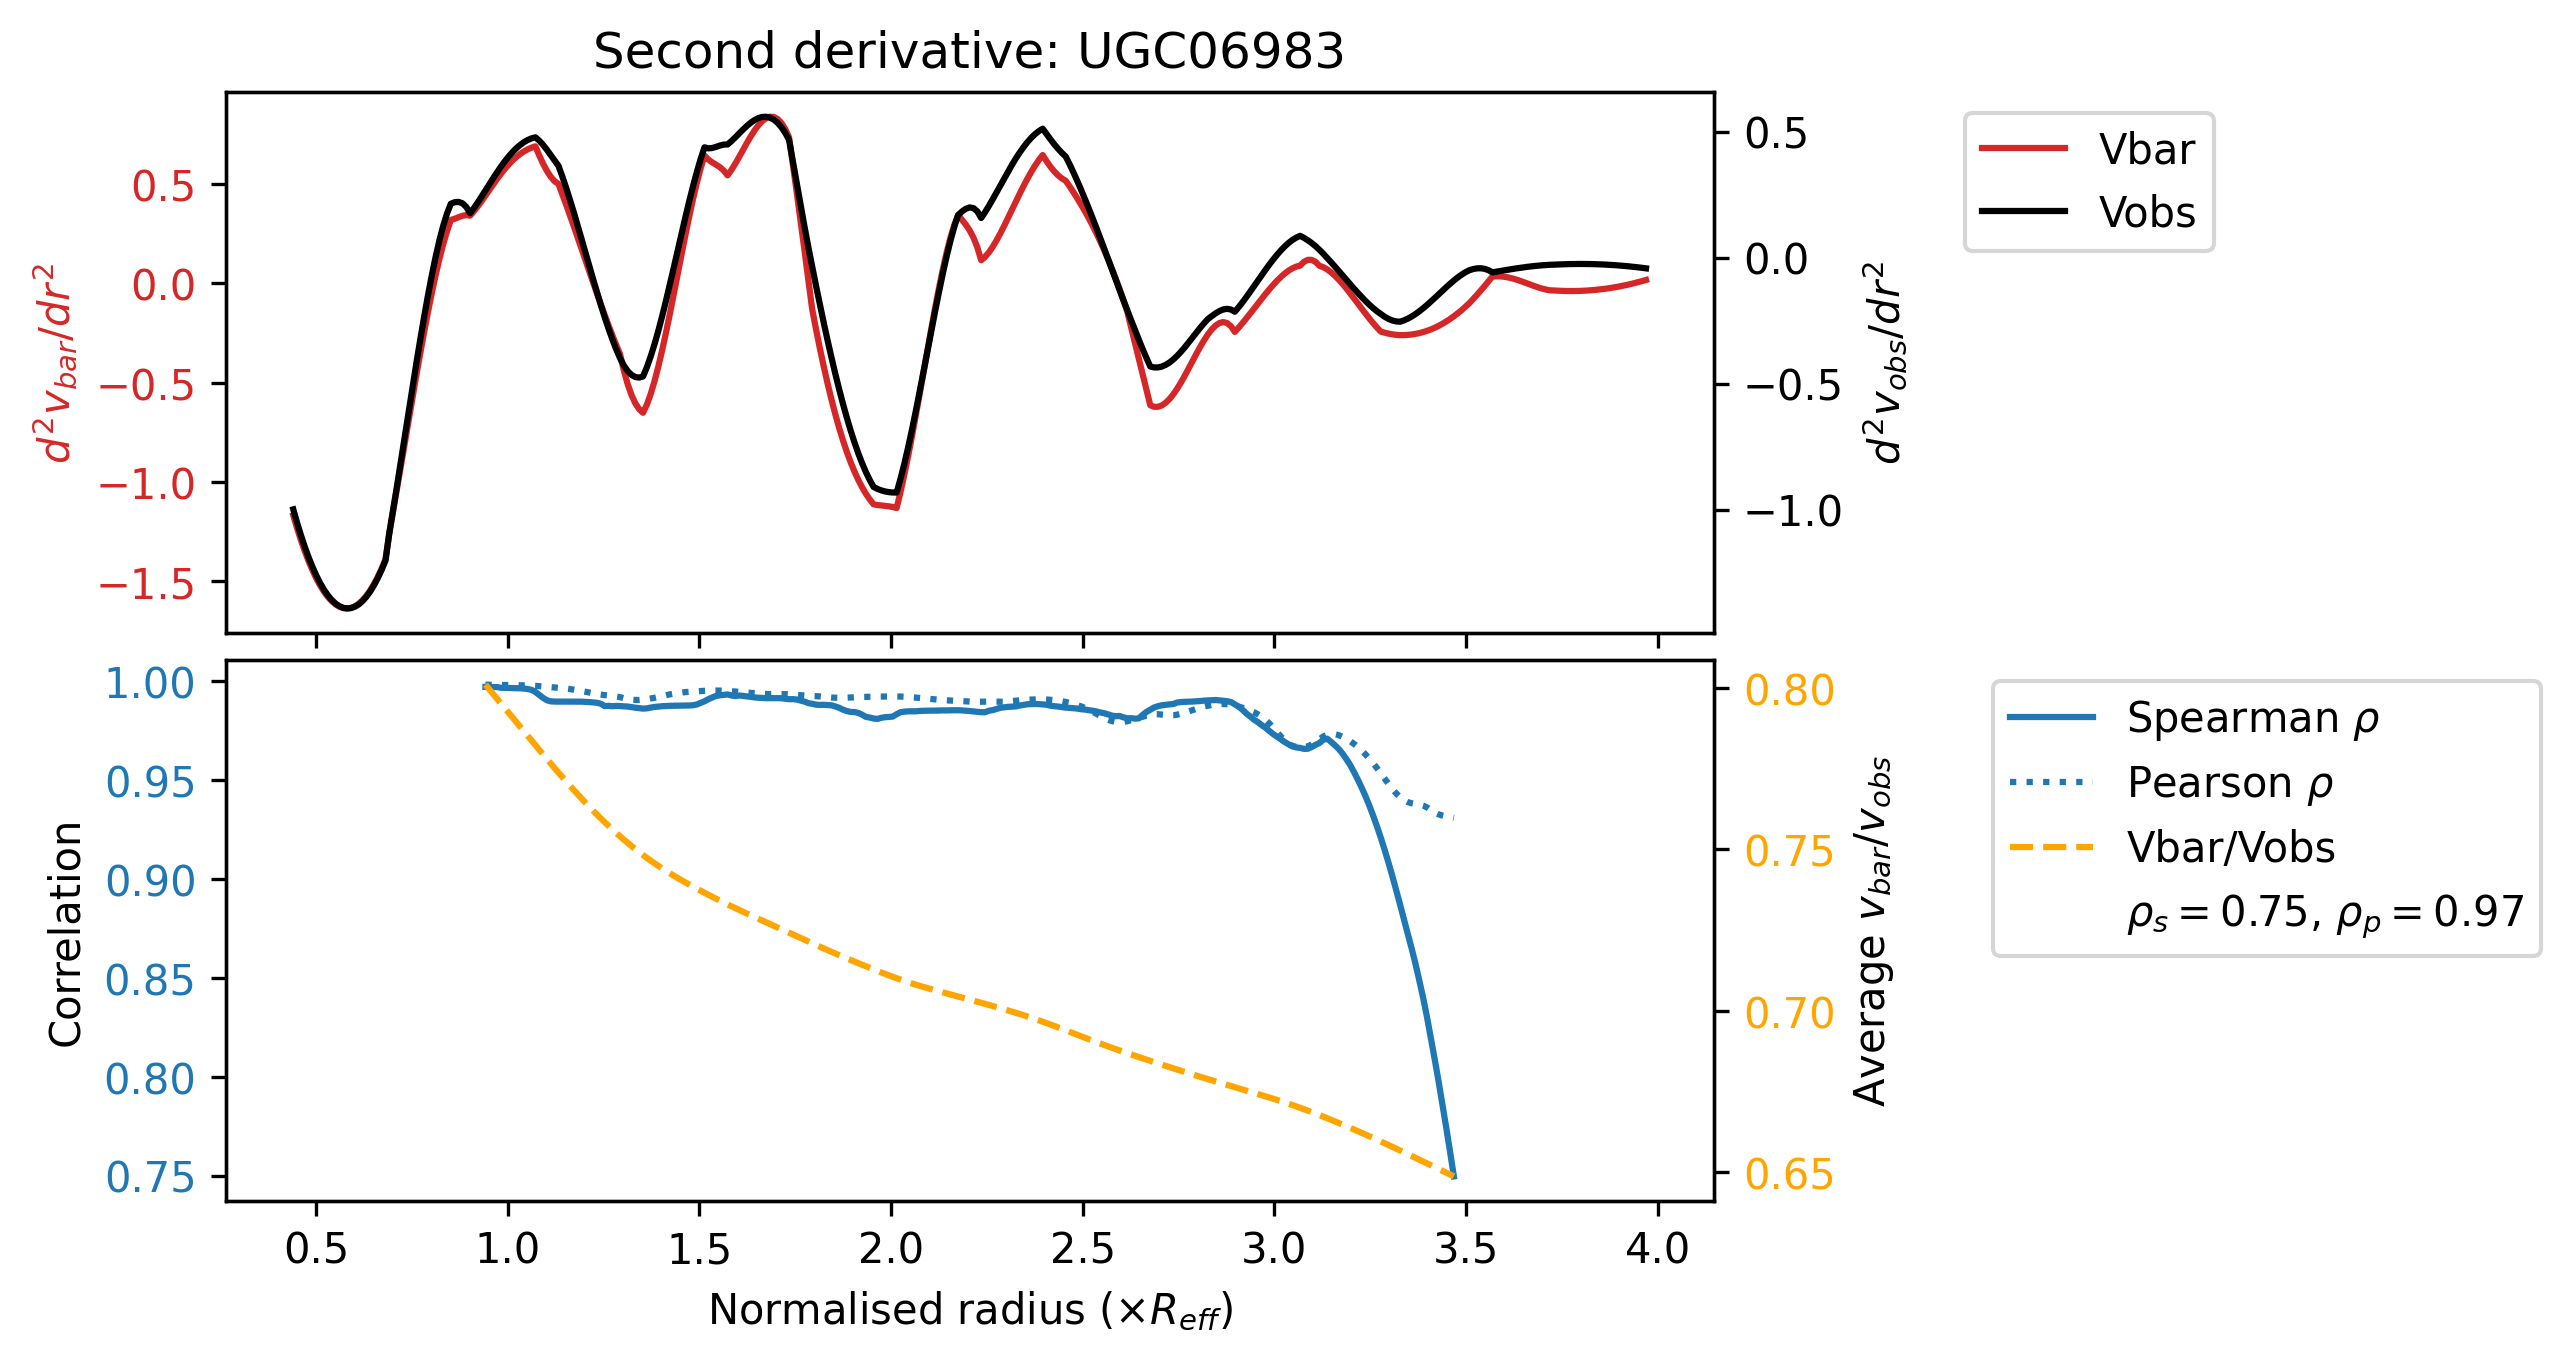 Second derivative: UGC06983
0.5
0.0
−0.5
−1.0
−1.5
d²v_bar/dr²
0.5
0.0
−0.5
−1.0
d²v_obs/dr²
Vbar
Vobs
1.00
0.95
0.90
0.85
0.80
0.75
Correlation
0.80
0.75
0.70
0.65
Average v_bar/v_obs
Spearman ρ
Pearson ρ
Vbar/Vobs
ρ_s = 0.75, ρ_p = 0.97
0.5 1.0 1.5 2.0 2.5 3.0 3.5 4.0
Normalised radius (×R_eff)